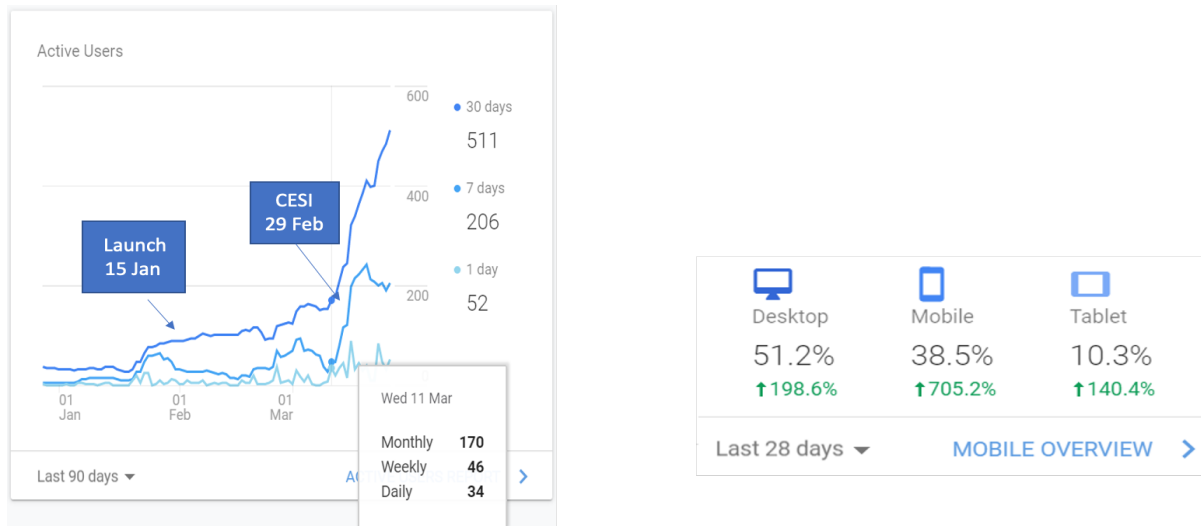 Active Users
600
30 days
511
CESI
29 Feb
400
7 days
206
Launch
15 Jan
200
1 day
52
01 Jan
01 Feb
01 Mar
Wed 11 Mar
Monthly 170
Weekly 46
Daily 34
Last 90 days
Desktop Mobile Tablet
51.2% 38.5% 10.3%
198.6% 705.2% 140.4%
Last 28 days MOBILE OVERVIEW